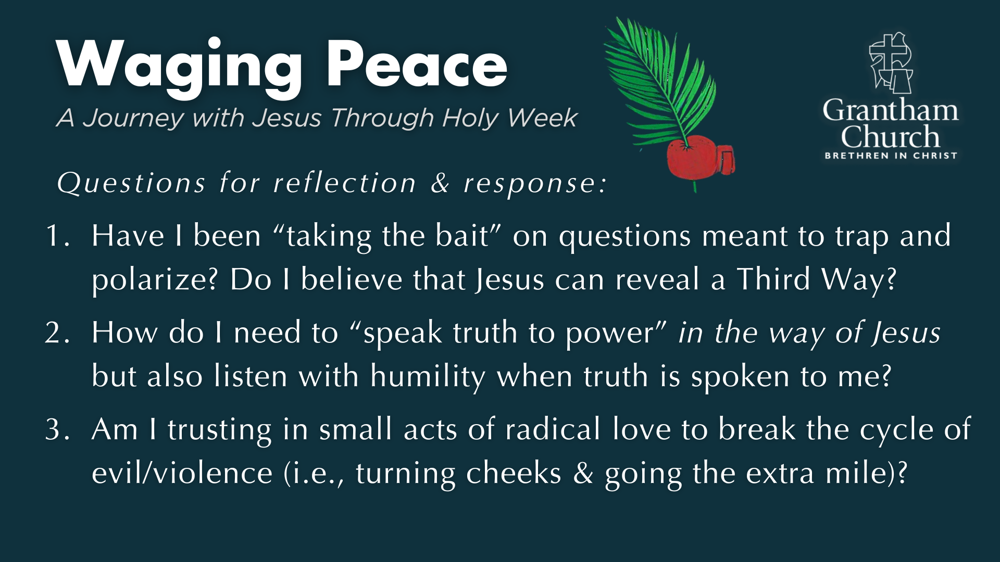 Waging Peace
A Journey with Jesus Through Holy Week
Grantham
Church
BRETHREN IN CHRIST
Questions for reflection & response:
1. Have I been “taking the bait” on questions meant to trap and
polarize? Do I believe that Jesus can reveal a Third Way?
2. How do I need to “speak truth to power” in the way of Jesus
but also listen with humility when truth is spoken to me?
3. Am I trusting in small acts of radical love to break the cycle of
evil/violence (i.e., turning cheeks & going the extra mile)?